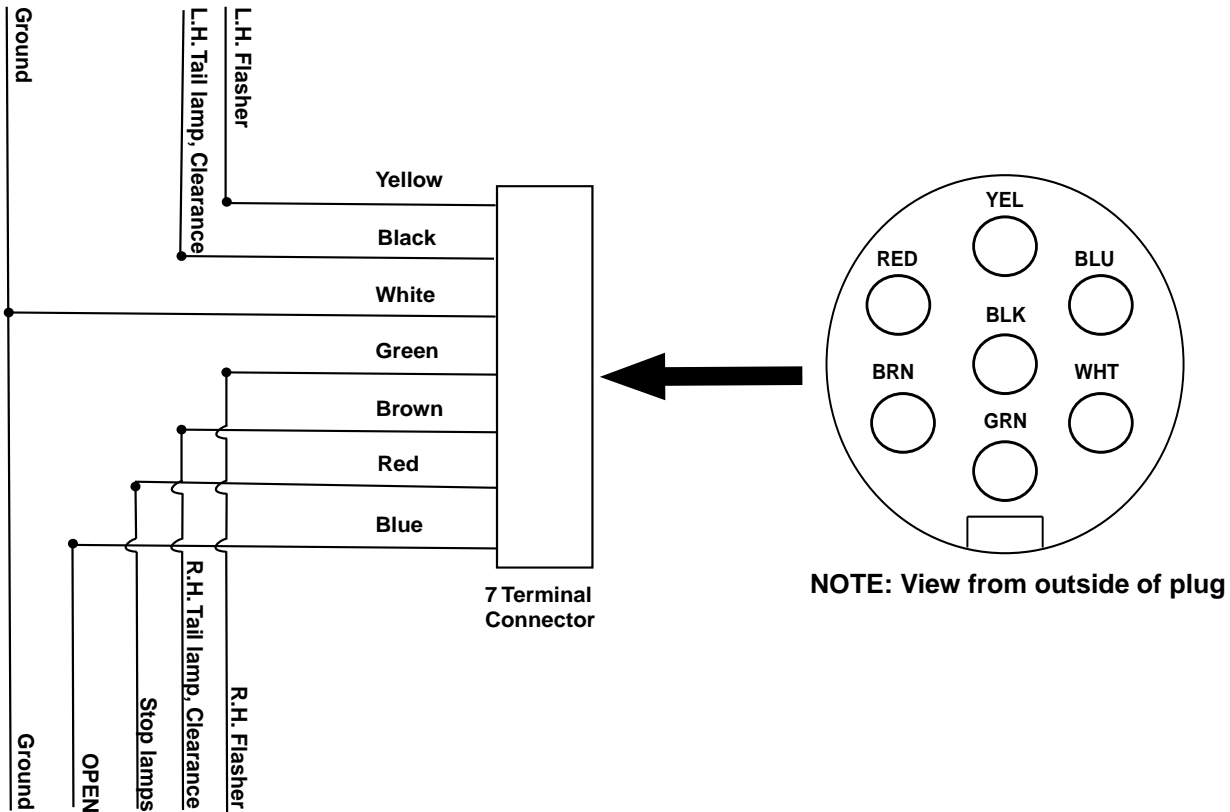 Ground
L.H. Tail lamp, Clearance
L.H. Flasher
Yellow
Black
White
Green
Brown
Red
Blue
7 Terminal
Connector
YEL
RED
BLU
BLK
BRN
WHT
GRN
NOTE: View from outside of plug
Ground
OPEN
Stop lamps
R.H. Tail lamp, Clearance
R.H. Flasher